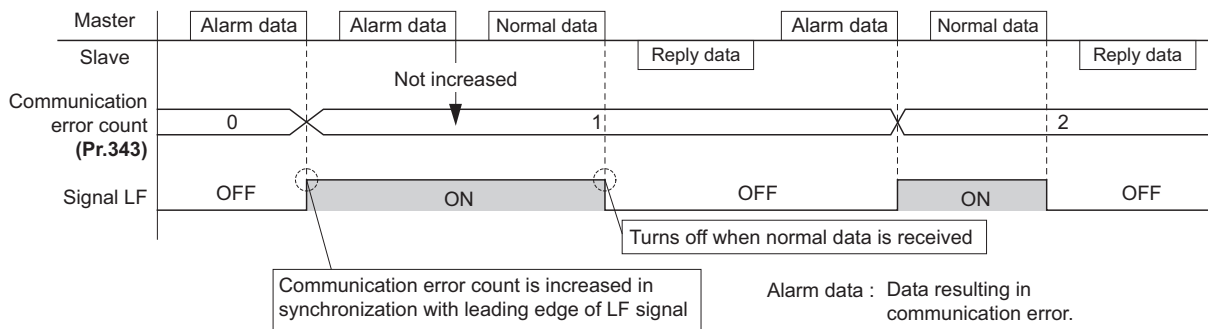 Master
Alarm data
Alarm data
Normal data
Alarm data
Normal data
Slave
Reply data
Reply data
Not increased
Communication
error count
(Pr.343)
0
1
2
Signal LF
OFF
ON
OFF
ON
OFF
Turns off when normal data is received
Communication error count is increased in
synchronization with leading edge of LF signal
Alarm data : Data resulting in
communication error.